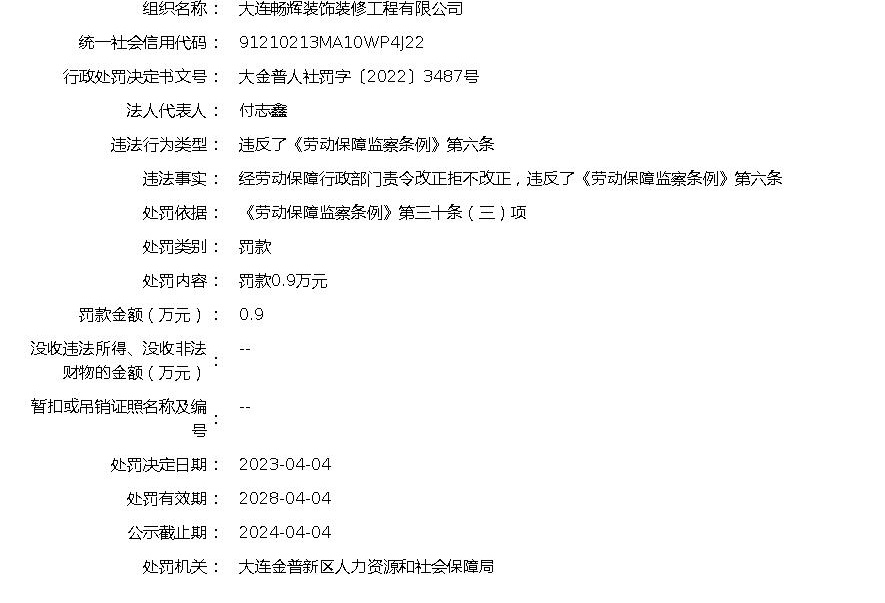 组织名称： 大连畅辉装饰装修工程有限公司
统一社会信用代码： 91210213MA10WP4J22
行政处罚决定书文号： 大金普人社罚字〔2022〕3487号
法人代表人： 付志鑫
违法行为类型： 违反了《劳动保障监察条例》第六条
违法事实： 经劳动保障行政部门责令改正拒不改正，违反了《劳动保障监察条例》第六条
处罚依据： 《劳动保障监察条例》第三十条（三）项
处罚类别： 罚款
处罚内容： 罚款0.9万元
罚款金额（万元）： 0.9
没收违法所得、没收非法 --
财物的金额（万元）：
暂扣或吊销证照名称及编 --
号：
处罚决定日期： 2023-04-04
处罚有效期： 2028-04-04
公示截止期： 2024-04-04
处罚机关： 大连金普新区人力资源和社会保障局